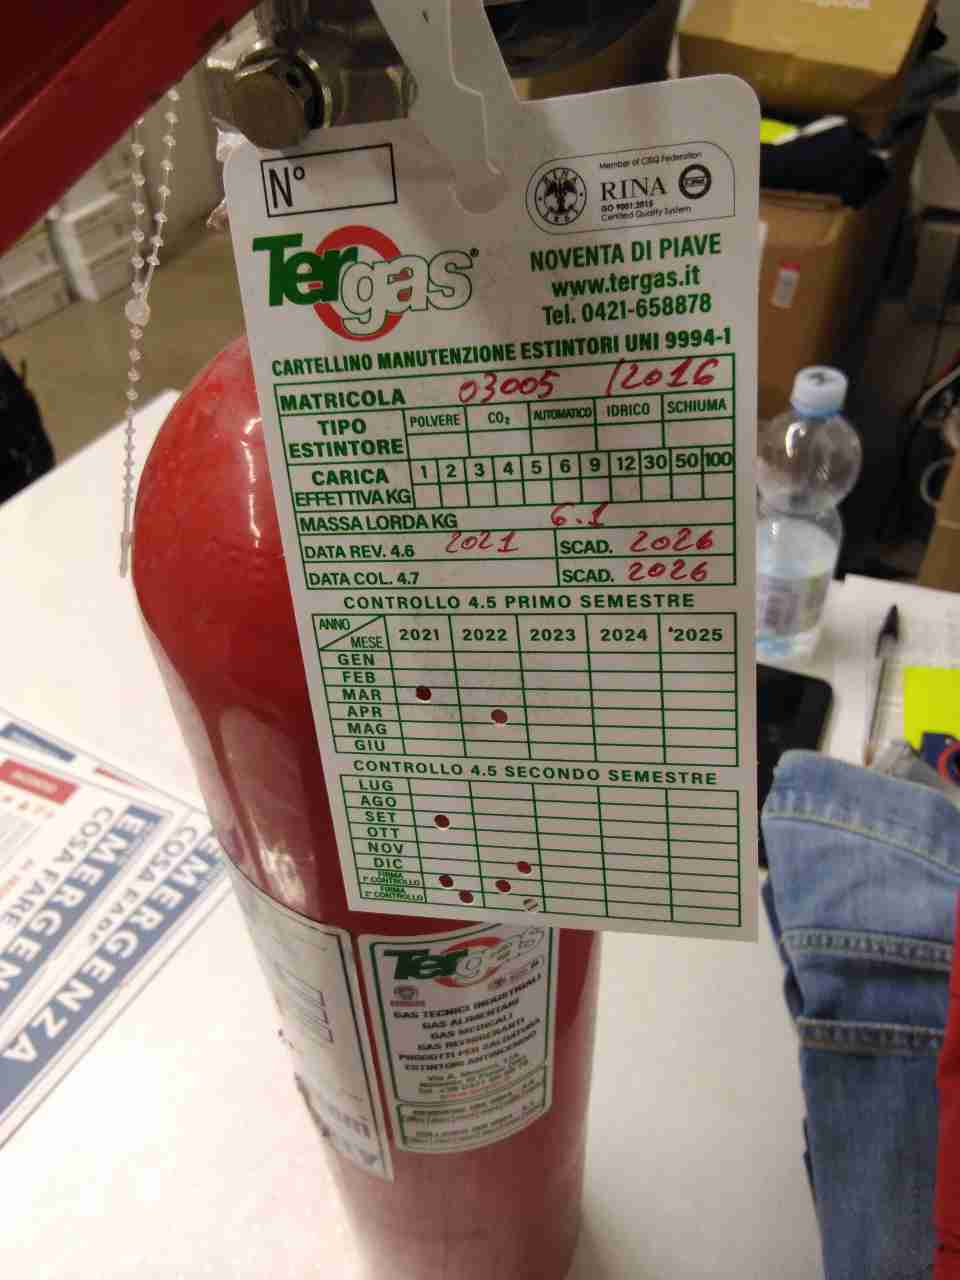 N°
Member of CISQ Federation
RINA
ISO 9001:2015
Certified Quality System
Tergas®
NOVENTA DI PIAVE
www.tergas.it
Tel. 0421-658878
CARTELLINO MANUTENZIONE ESTINTORI UNI 9994-1
MATRICOLA 03005 /2016
TIPO ESTINTORE POLVERE CO₂ AUTOMATICO IDRICO SCHIUMA
CARICA EFFETTIVA KG 1 2 3 4 5 6 9 12 30 50 100
MASSA LORDA KG 6.1
DATA REV. 4.6 2021 SCAD. 2026
DATA COL. 4.7 SCAD. 2026
CONTROLLO 4.5 PRIMO SEMESTRE
ANNO MESE 2021 2022 2023 2024 2025
GEN
FEB
MAR
APR
MAG
GIU
CONTROLLO 4.5 SECONDO SEMESTRE
LUG
AGO
SET
OTT
NOV
DIC
FIRMA 1° CONTROLLO
FIRMA 2° CONTROLLO
Tergas
GAS TECNICI INDUSTRIALI
GAS ALIMENTARI
GAS MEDICALI
GAS REFRIGERANTI
PRODOTTI PER SALDATURA
ESTINTORI ANTINCENDIO
EMERGENZA
COSA FARE
EMERGENZA
COSA FARE